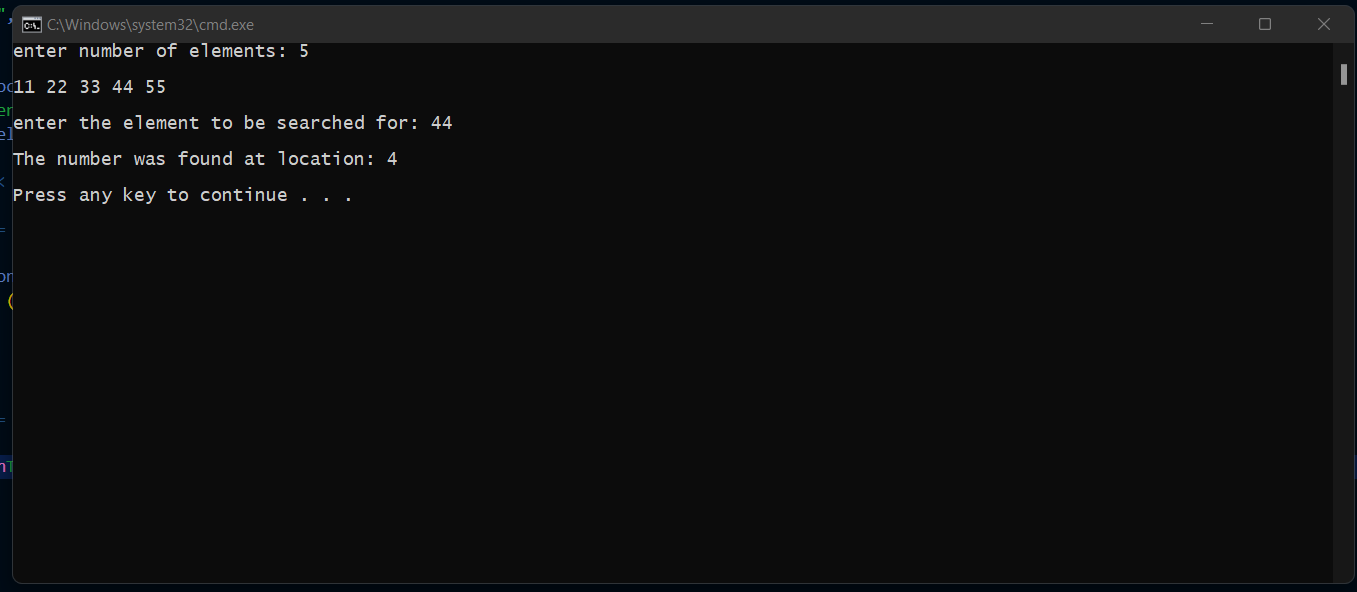 C:\Windows\system32\cmd.exe
enter number of elements: 5
11 22 33 44 55
enter the element to be searched for: 44
The number was found at location: 4
Press any key to continue . . .